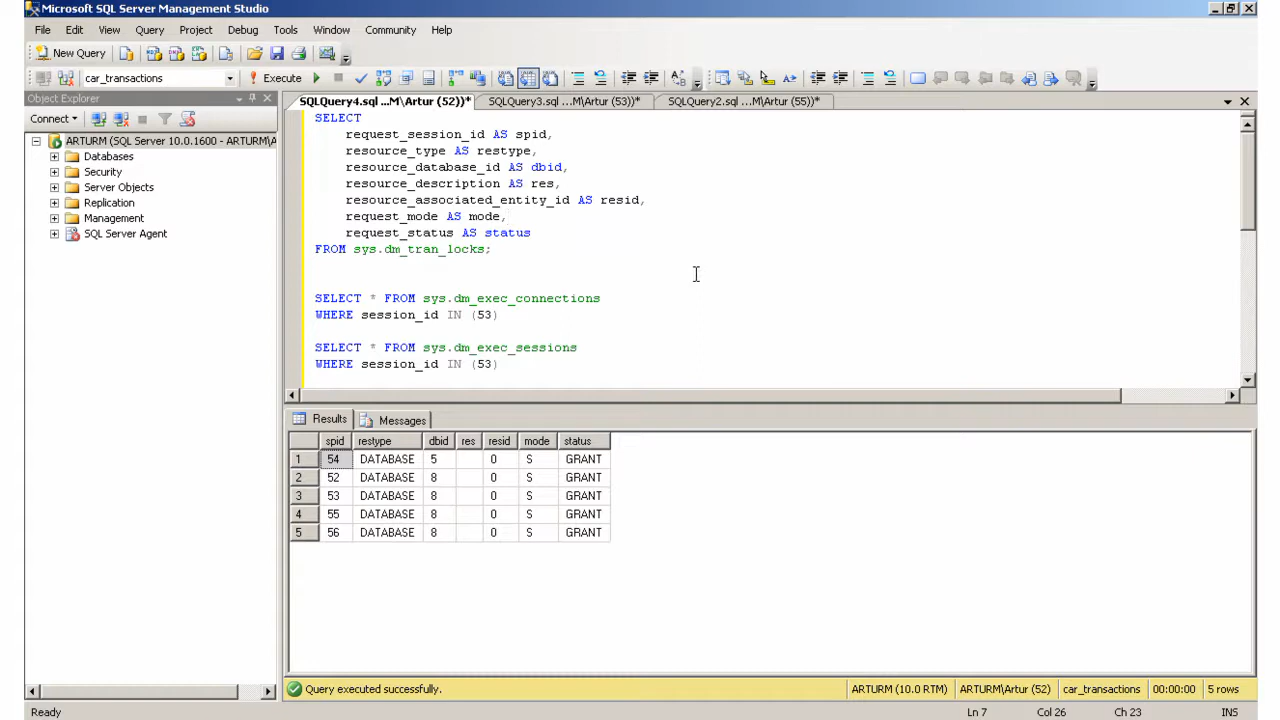 Microsoft SQL Server Management Studio
File Edit View Query Project Debug Tools Window Community Help
New Query
car_transactions Execute
Object Explorer
SQLQuery4.sql ...M\Artur (52))* SQLQuery3.sql ...M\Artur (53))* SQLQuery2.sql ...M\Artur (55))*
Connect
ARTURM (SQL Server 10.0.1600 - ARTURM\A
Databases
Security
Server Objects
Replication
Management
SQL Server Agent
SELECT
request_session_id AS spid,
resource_type AS restype,
resource_database_id AS dbid,
resource_description AS res,
resource_associated_entity_id AS resid,
request_mode AS mode,
request_status AS status
FROM sys.dm_tran_locks;
SELECT * FROM sys.dm_exec_connections
WHERE session_id IN (53)
SELECT * FROM sys.dm_exec_sessions
WHERE session_id IN (53)
Results Messages
spid restype dbid res resid mode status
1 54 DATABASE 5 0 S GRANT
2 52 DATABASE 8 0 S GRANT
3 53 DATABASE 8 0 S GRANT
4 55 DATABASE 8 0 S GRANT
5 56 DATABASE 8 0 S GRANT
Query executed successfully. ARTURM (10.0 RTM) ARTURM\Artur (52) car_transactions 00:00:00 5 rows
Ready Ln 7 Col 26 Ch 23 INS